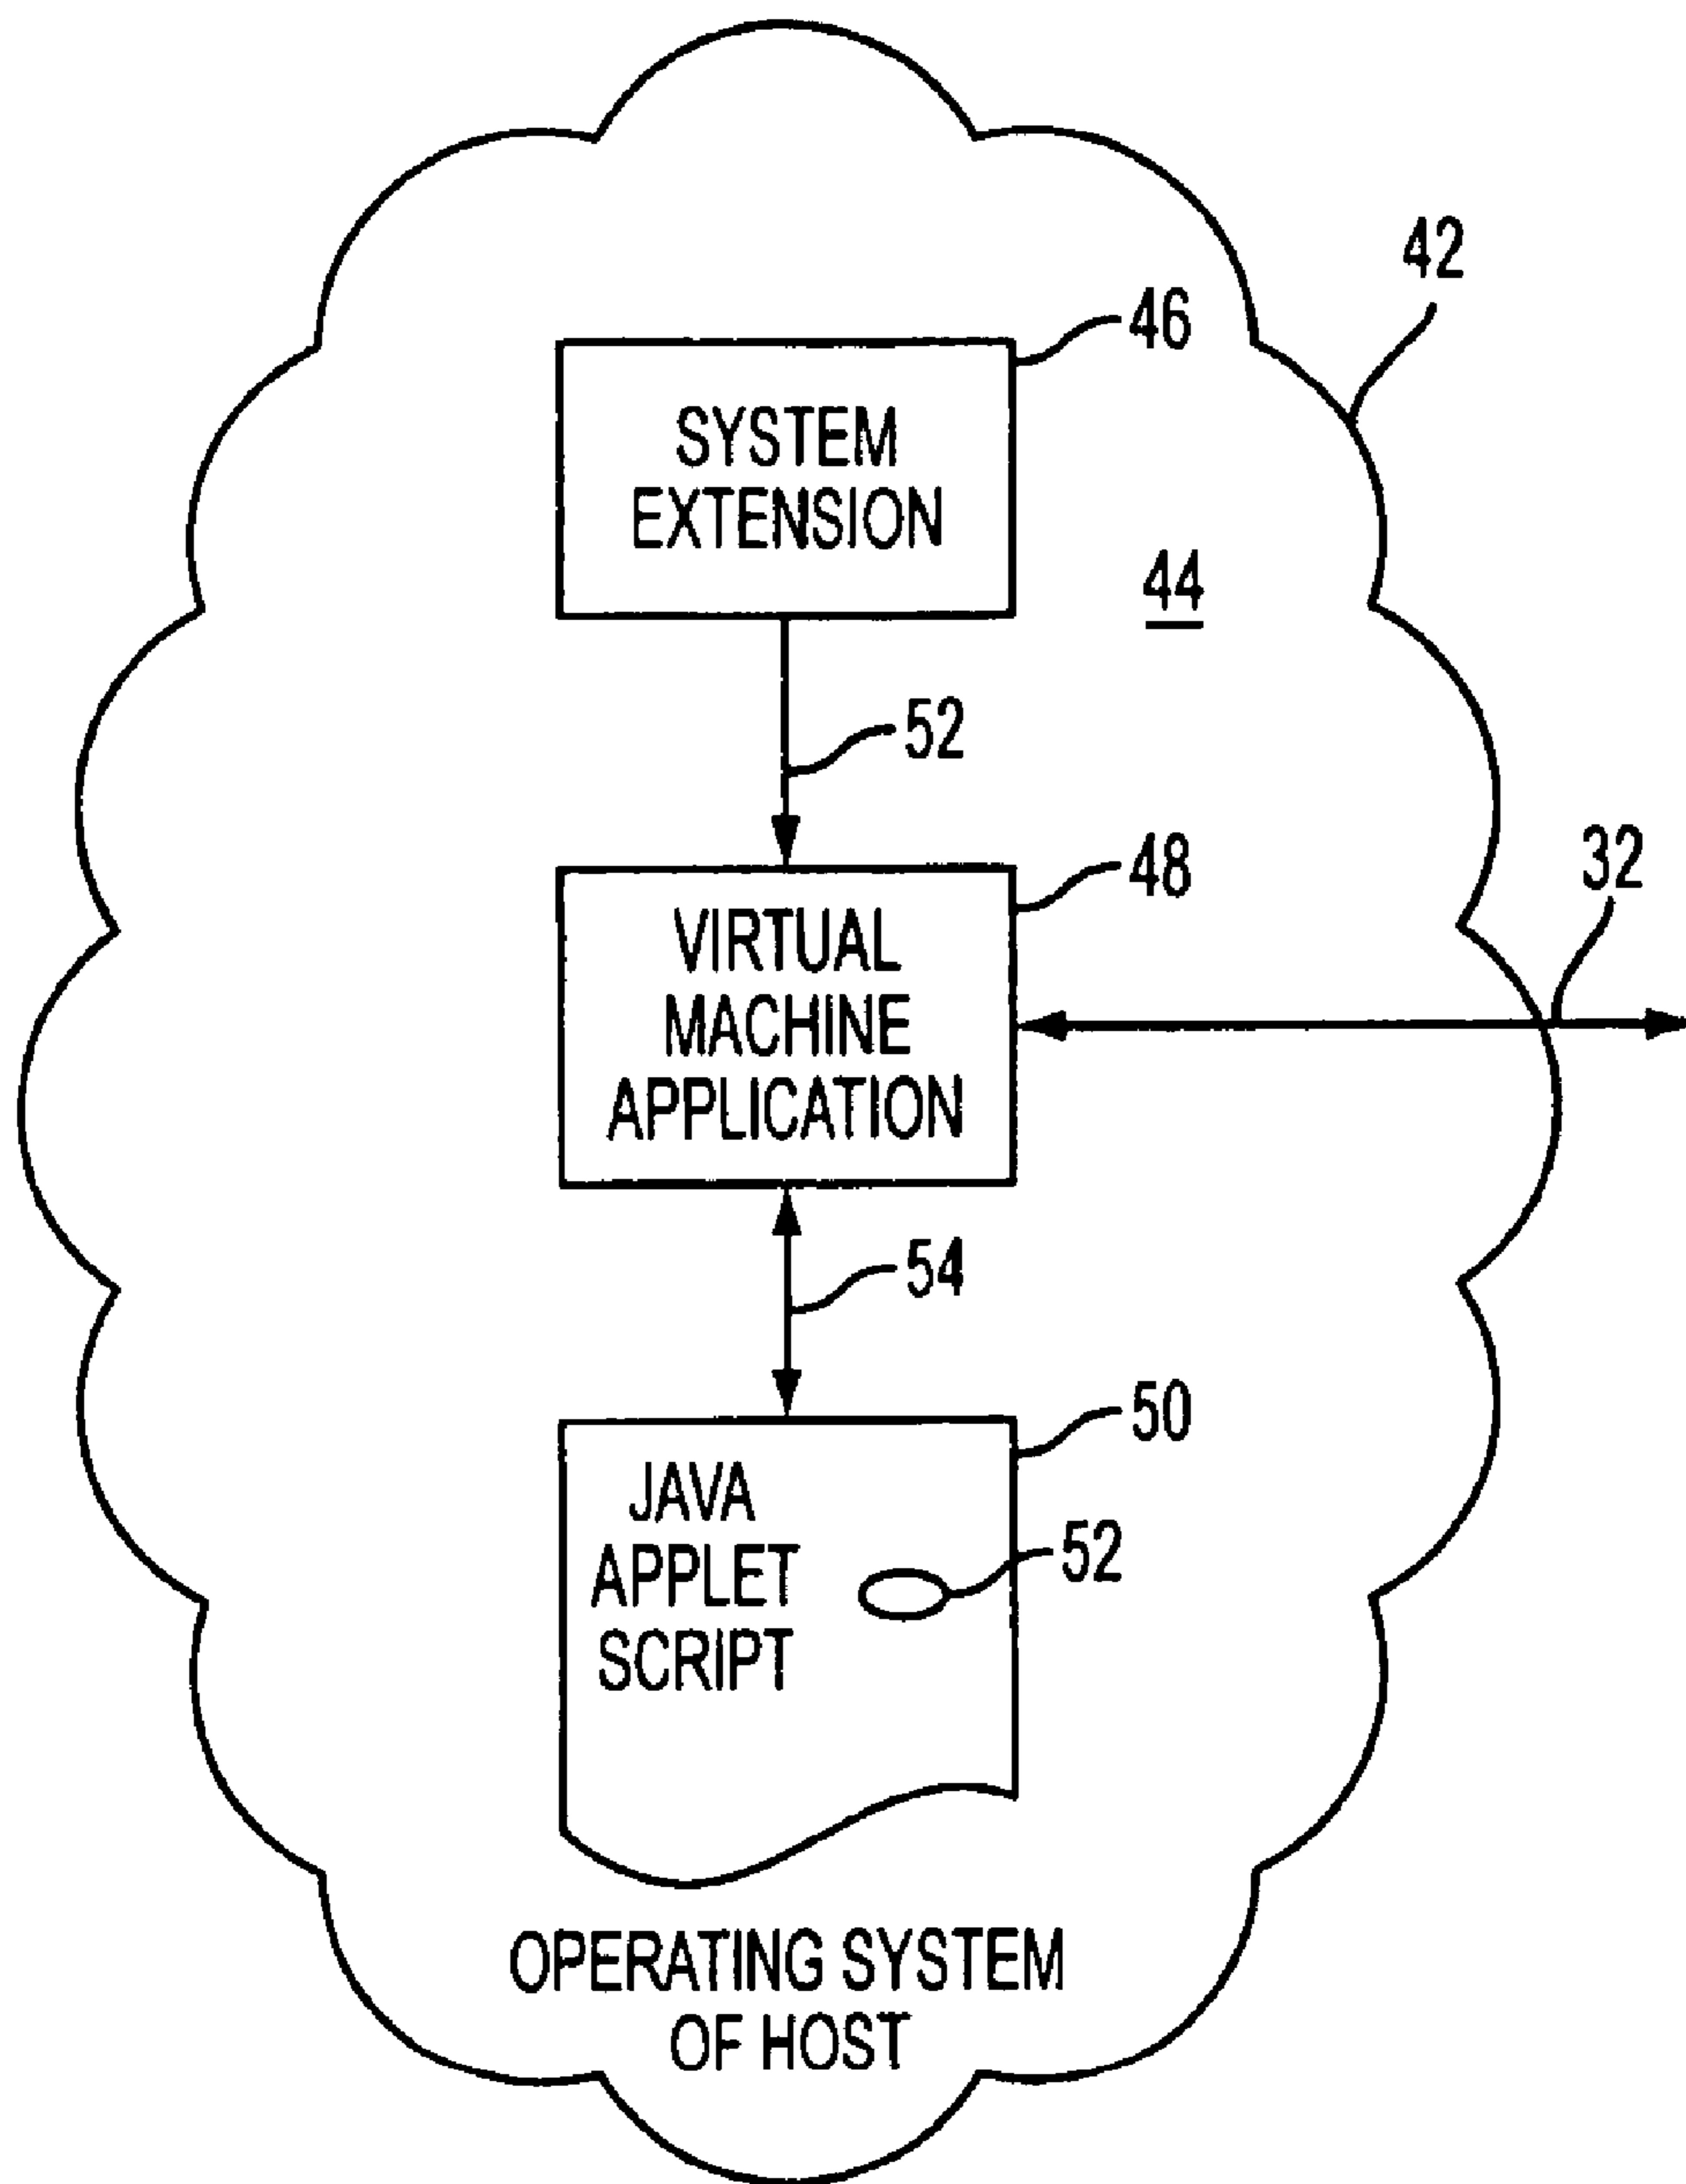 42
46
SYSTEM
EXTENSION
44
52
48
32
VIRTUAL
MACHINE
APPLICATION
54
50
JAVA
APPLET
SCRIPT
52
OPERATING SYSTEM
OF HOST